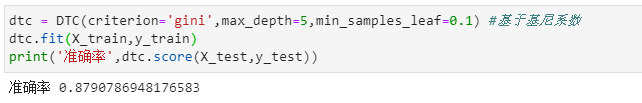 dtc = DTC(criterion='gini',max_depth=5,min_samples_leaf=0.1) #基于基尼系数
dtc.fit(X_train,y_train)
print('准确率',dtc.score(X_test,y_test))
准确率 0.8790786948176583